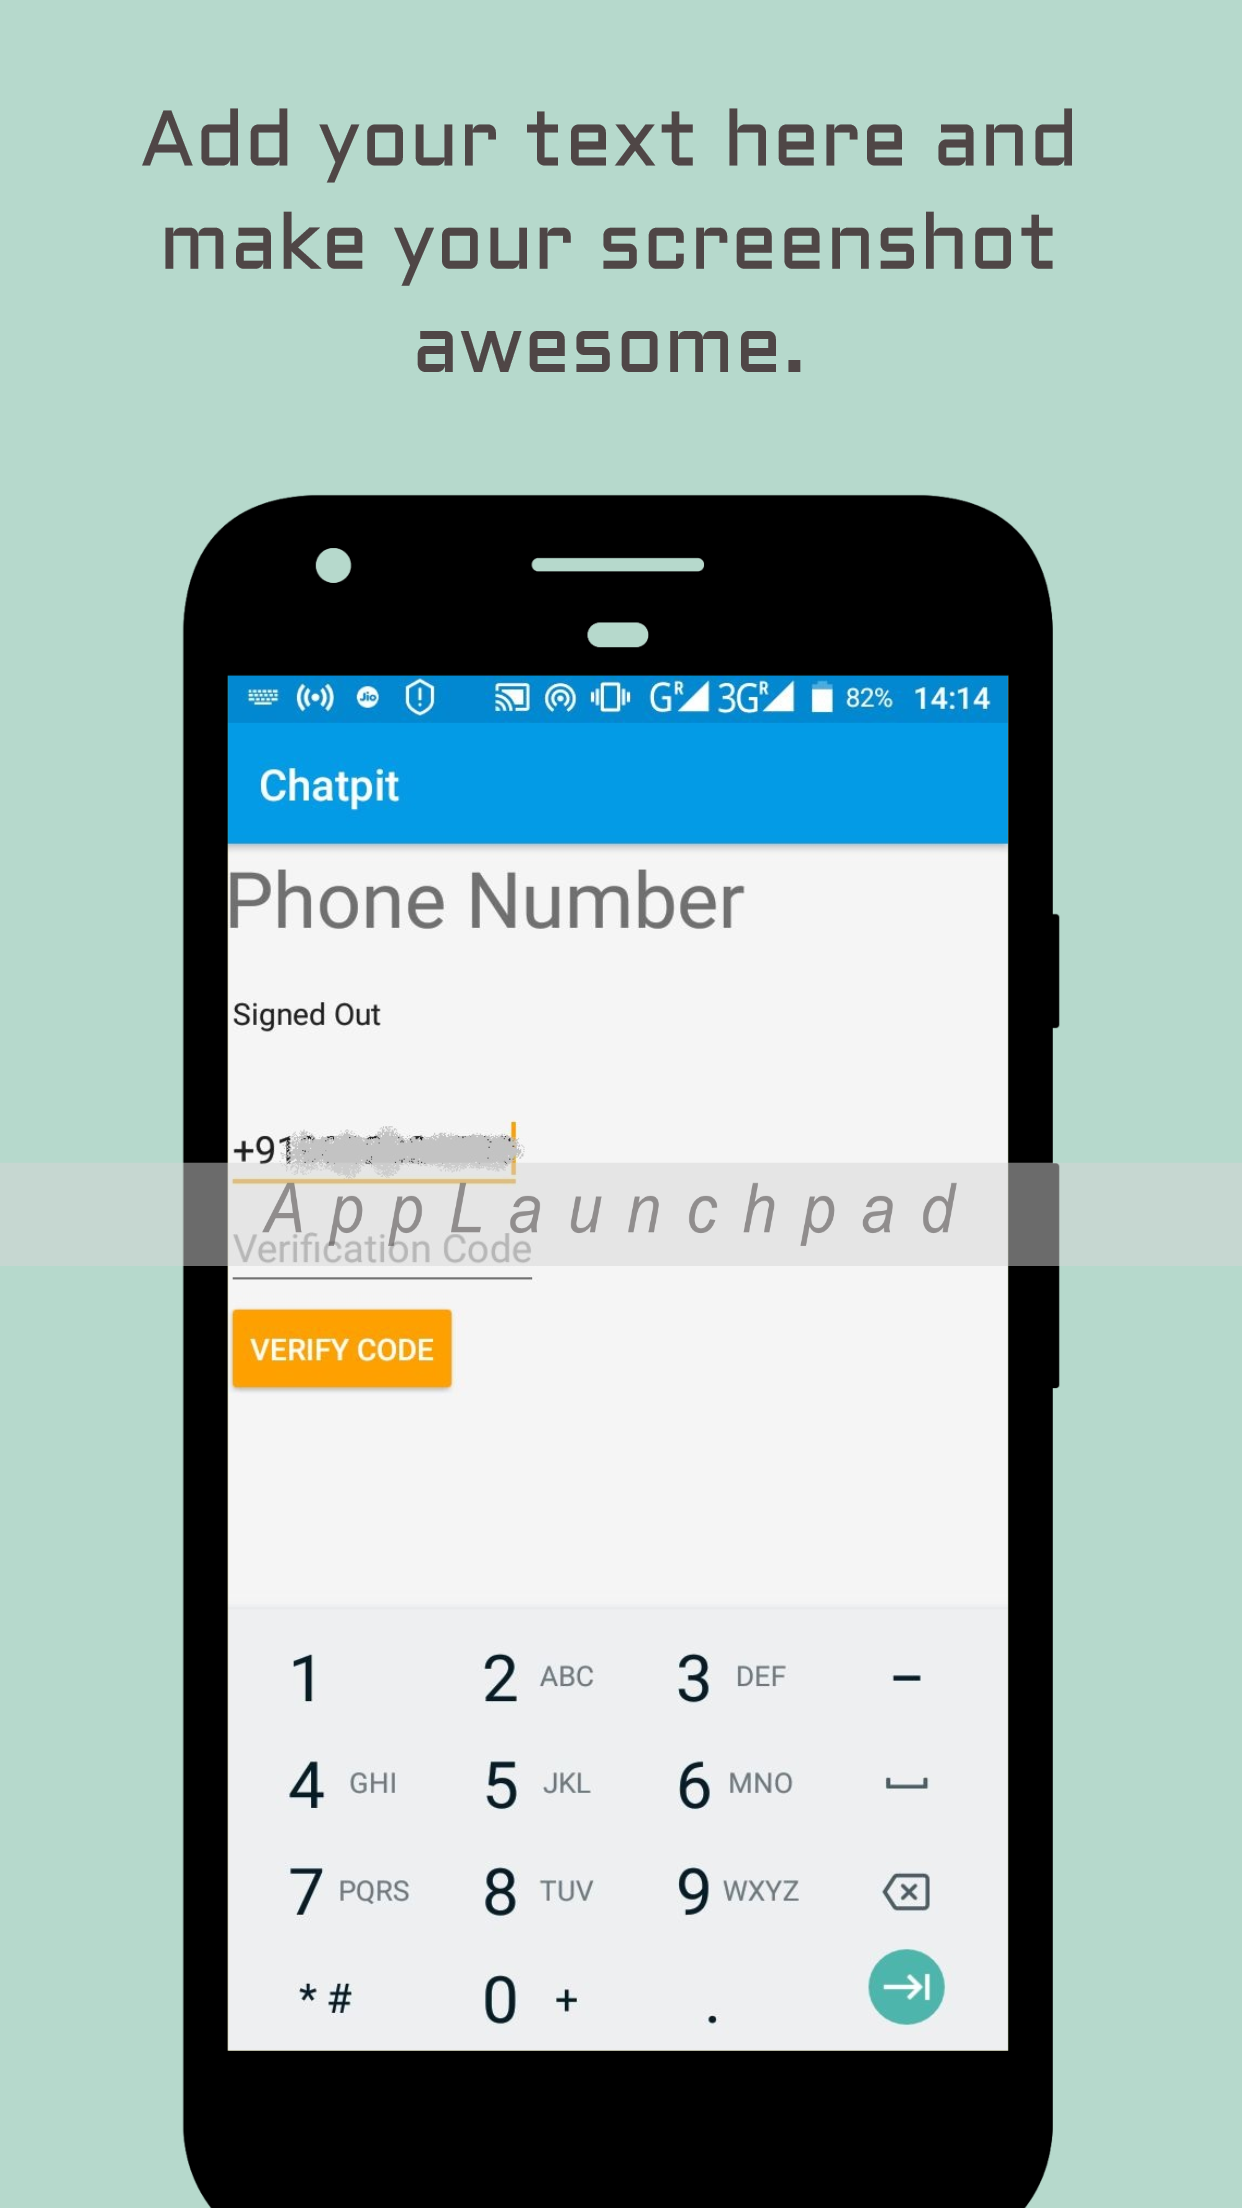 Add your text here and
make your screenshot
awesome.
Jio
G R 3G R 82% 14:14
Chatpit
Phone Number
Signed Out
+91
AppLaunchpad
Verification Code
VERIFY CODE
1 2 ABC 3 DEF –
4 GHI 5 JKL 6 MNO
7 PQRS 8 TUV 9 WXYZ
* # 0 + .